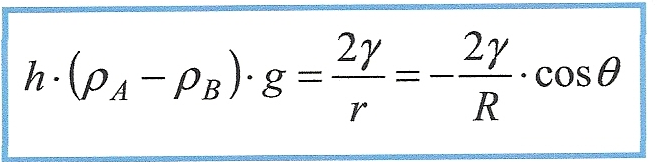 h·(ρ_A − ρ_B)·g = 2γ/r = −2γ/R · cos θ